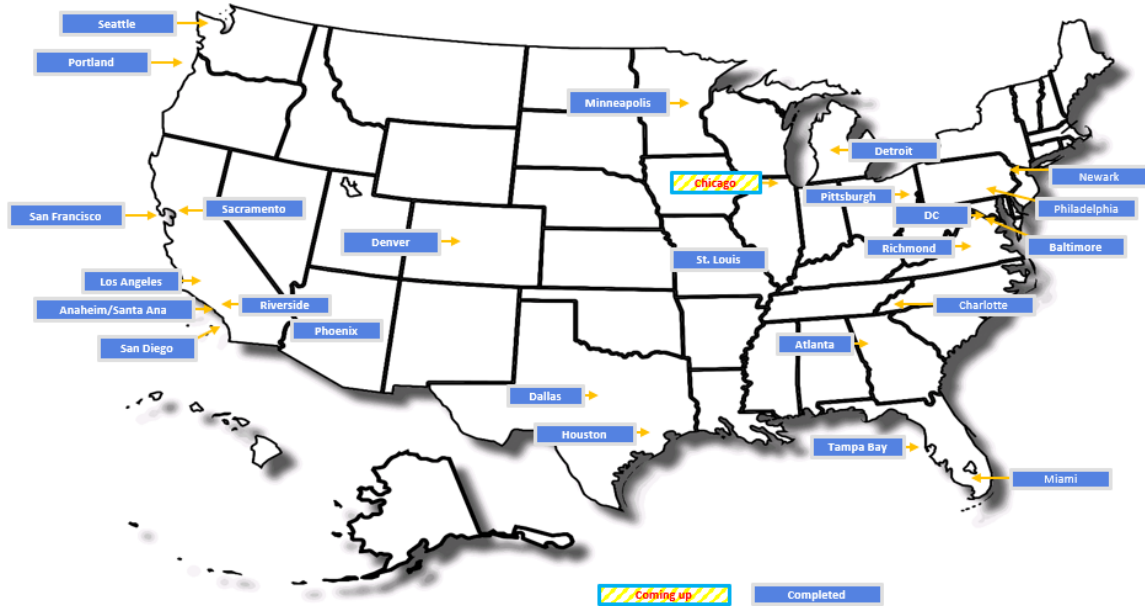 Seattle
Portland
Minneapolis
Detroit
Newark
Chicago
Pittsburgh
Philadelphia
San Francisco
Sacramento
DC
Denver
Richmond
Baltimore
St. Louis
Los Angeles
Anaheim/Santa Ana
Riverside
Charlotte
Phoenix
San Diego
Atlanta
Dallas
Houston
Tampa Bay
Miami
Coming up
Completed